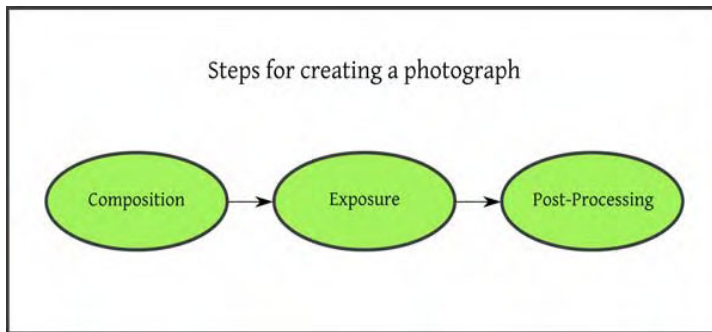 Steps for creating a photograph
Composition
Exposure
Post-Processing